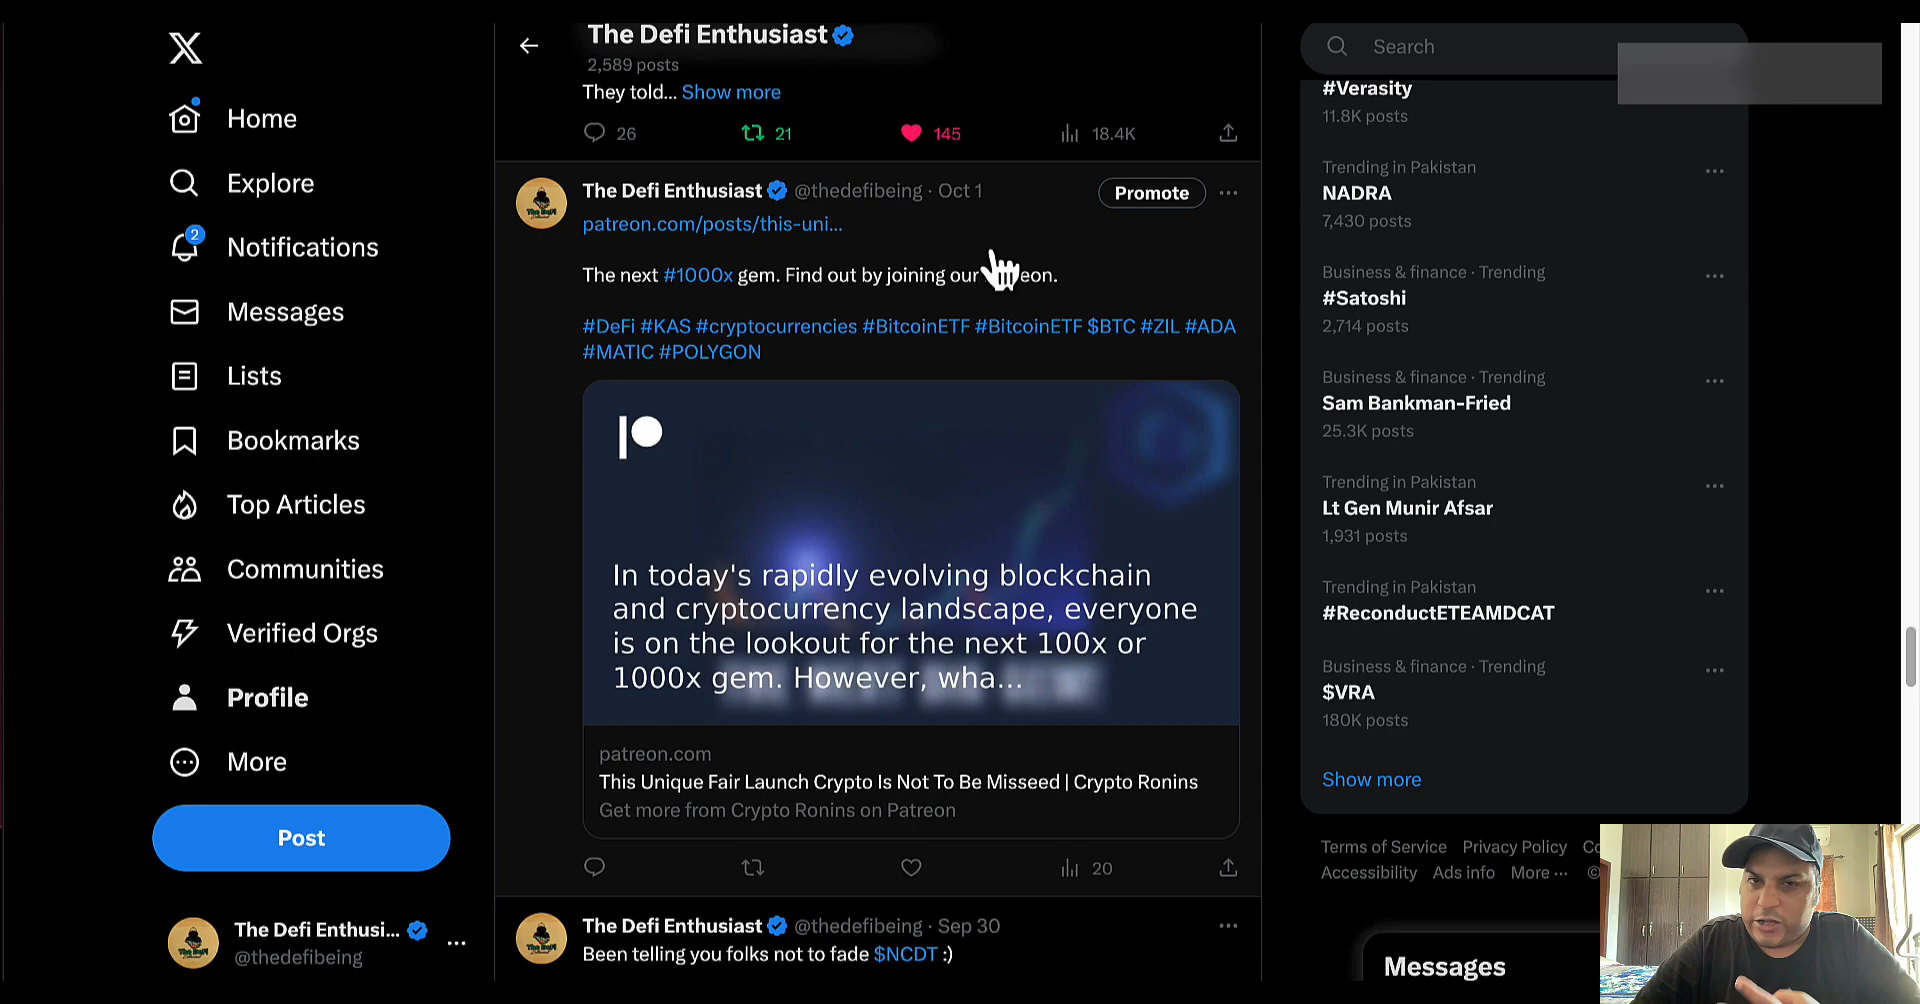 Home
Explore
2
Notifications
Messages
Lists
Bookmarks
Top Articles
Communities
Verified Orgs
Profile
More
Post
The Defi Enthusi...
@thedefibeing
The Defi Enthusiast
2,589 posts
They told... Show more
26 21 145 18.4K
The Defi Enthusiast @thedefibeing · Oct 1
Promote
patreon.com/posts/this-uni...
The next #1000x gem. Find out by joining our eon.
#DeFi #KAS #cryptocurrencies #BitcoinETF #BitcoinETF $BTC #ZIL #ADA
#MATIC #POLYGON
In today's rapidly evolving blockchain
and cryptocurrency landscape, everyone
is on the lookout for the next 100x or
1000x gem. However, wha...
patreon.com
This Unique Fair Launch Crypto Is Not To Be Misseed | Crypto Ronins
Get more from Crypto Ronins on Patreon
20
The Defi Enthusiast @thedefibeing · Sep 30
Been telling you folks not to fade $NCDT :)
Search
#Verasity
11.8K posts
Trending in Pakistan
NADRA
7,430 posts
Business & finance · Trending
#Satoshi
2,714 posts
Business & finance · Trending
Sam Bankman-Fried
25.3K posts
Trending in Pakistan
Lt Gen Munir Afsar
1,931 posts
Trending in Pakistan
#ReconductETEAMDCAT
Business & finance · Trending
$VRA
180K posts
Show more
Terms of Service Privacy Policy
Accessibility Ads info More ··· ©
Messages